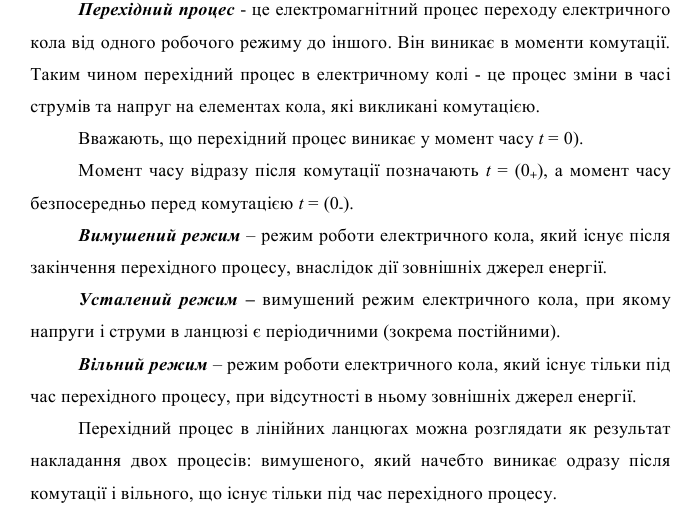 Перехідний процес - це електромагнітний процес переходу електричного
кола від одного робочого режиму до іншого. Він виникає в моменти комутації.
Таким чином перехідний процес в електричному колі - це процес зміни в часі
струмів та напруг на елементах кола, які викликані комутацією.
Вважають, що перехідний процес виникає у момент часу t = 0).
Момент часу відразу після комутації позначають t = (0₊), а момент часу
безпосередньо перед комутацією t = (0₋).
Вимушений режим – режим роботи електричного кола, який існує після
закінчення перехідного процесу, внаслідок дії зовнішніх джерел енергії.
Усталений режим – вимушений режим електричного кола, при якому
напруги і струми в ланцюзі є періодичними (зокрема постійними).
Вільний режим – режим роботи електричного кола, який існує тільки під
час перехідного процесу, при відсутності в ньому зовнішніх джерел енергії.
Перехідний процес в лінійних ланцюгах можна розглядати як результат
накладання двох процесів: вимушеного, який начебто виникає одразу після
комутації і вільного, що існує тільки під час перехідного процесу.